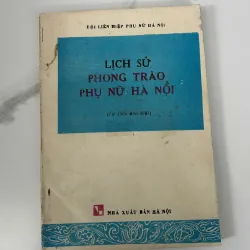 HỘI LIÊN HIỆP PHỤ NỮ HÀ NỘI
LỊCH SỬ
PHONG TRÀO
PHỤ NỮ HÀ NỘI
NHÀ XUẤT BẢN HÀ NỘI